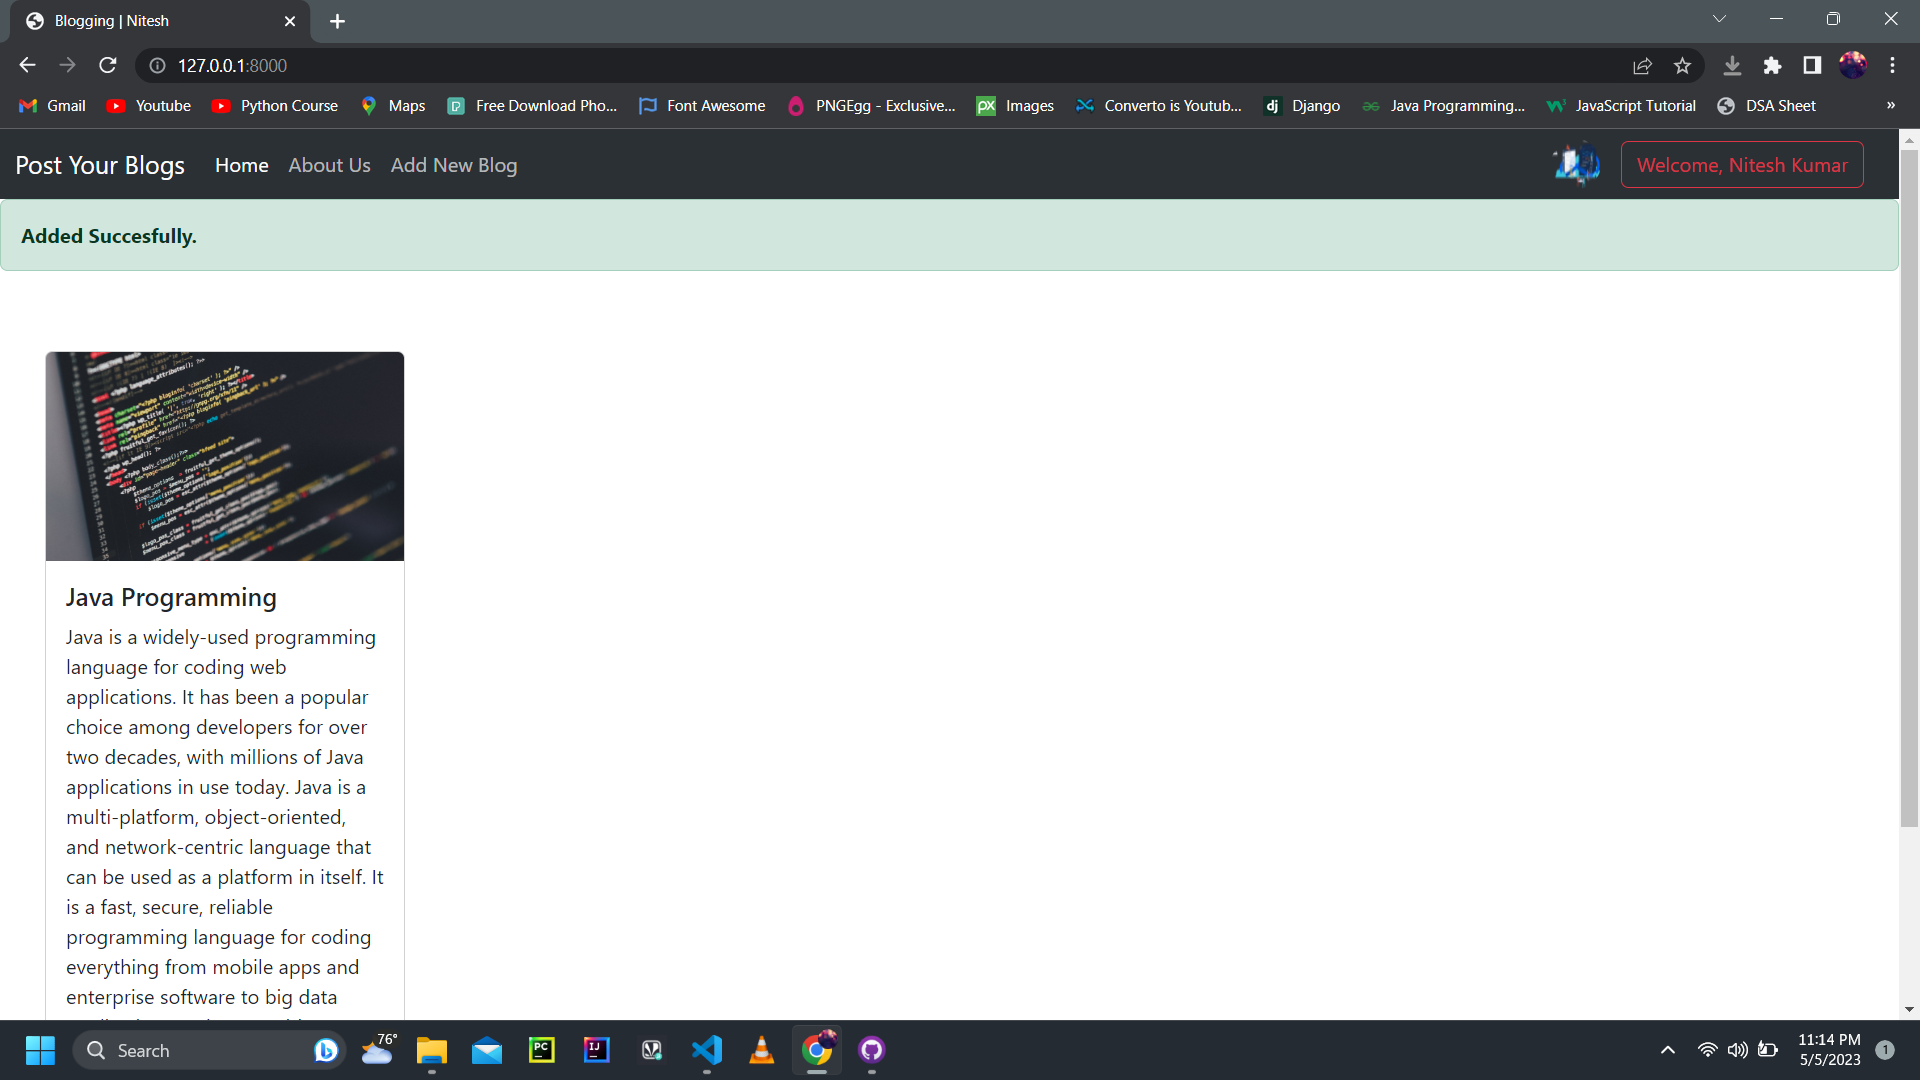 Blogging | Nitesh
127.0.0.1:8000
Gmail Youtube Python Course Maps Free Download Pho... Font Awesome PNGEgg - Exclusive... Images Converto is Youtub... Django Java Programming... JavaScript Tutorial DSA Sheet »
Post Your Blogs Home About Us Add New Blog Welcome, Nitesh Kumar
Added Succesfully.
Java Programming
Java is a widely-used programming
language for coding web
applications. It has been a popular
choice among developers for over
two decades, with millions of Java
applications in use today. Java is a
multi-platform, object-oriented,
and network-centric language that
can be used as a platform in itself. It
is a fast, secure, reliable
programming language for coding
everything from mobile apps and
enterprise software to big data
Search 76° 11:14 PM
5/5/2023 1